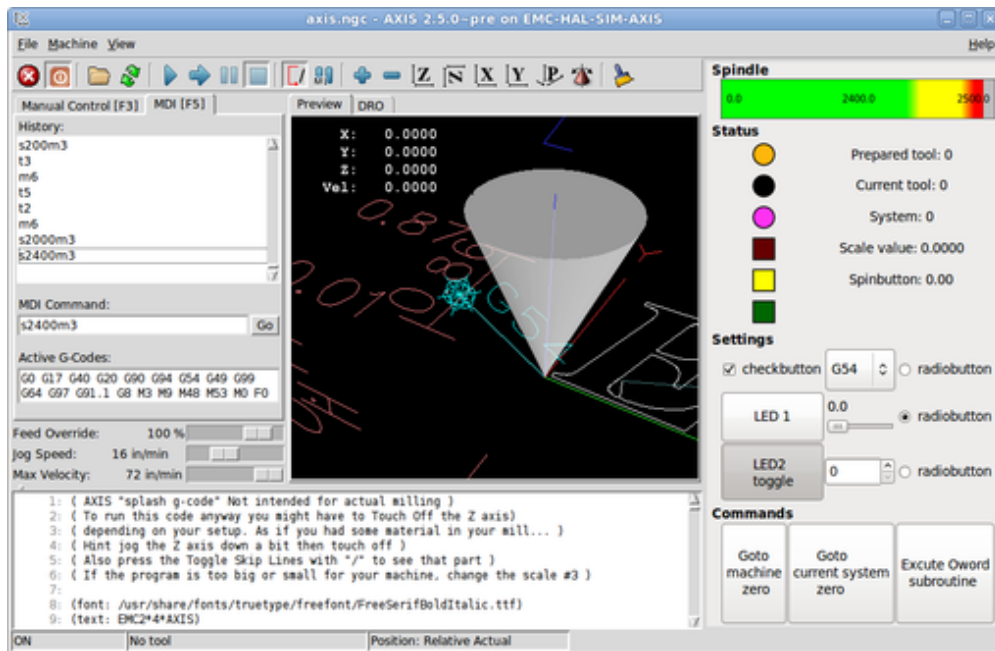 axis.ngc - AXIS 2.5.0~pre on EMC-HAL-SIM-AXIS
File Machine View Help
Manual Control [F3] MDI [F5]
History:
s200m3
t3
m6
t5
t2
m6
s2000m3
s2400m3
MDI Command:
s2400m3 Go
Active G-Codes:
G0 G17 G40 G20 G90 G94 G54 G49 G99
G64 G97 G91.1 G8 M3 M9 M48 M53 M0 F0
Feed Override: 100 %
Jog Speed: 16 in/min
Max Velocity: 72 in/min
Preview DRO
X: 0.0000
Y: 0.0000
Z: 0.0000
Vel: 0.0000
G54
Spindle
0.0 2400.0 2500.0
Status
Prepared tool: 0
Current tool: 0
System: 0
Scale value: 0.0000
Spinbutton: 0.00
Settings
checkbutton G54 radiobutton
LED 1 0.0 radiobutton
LED2
toggle 0 radiobutton
Commands
Goto
machine
zero
Goto
current system
zero
Excute Oword
subroutine
1: ( AXIS "splash g-code" Not intended for actual milling )
2: ( To run this code anyway you might have to Touch Off the Z axis)
3: ( depending on your setup. As if you had some material in your mill... )
4: ( Hint jog the Z axis down a bit then touch off )
5: ( Also press the Toggle Skip Lines with "/" to see that part )
6: ( If the program is too big or small for your machine, change the scale #3 )
7:
8: (font: /usr/share/fonts/truetype/freefont/FreeSerifBoldItalic.ttf)
9: (text: EMC2*4*AXIS)
ON No tool Position: Relative Actual